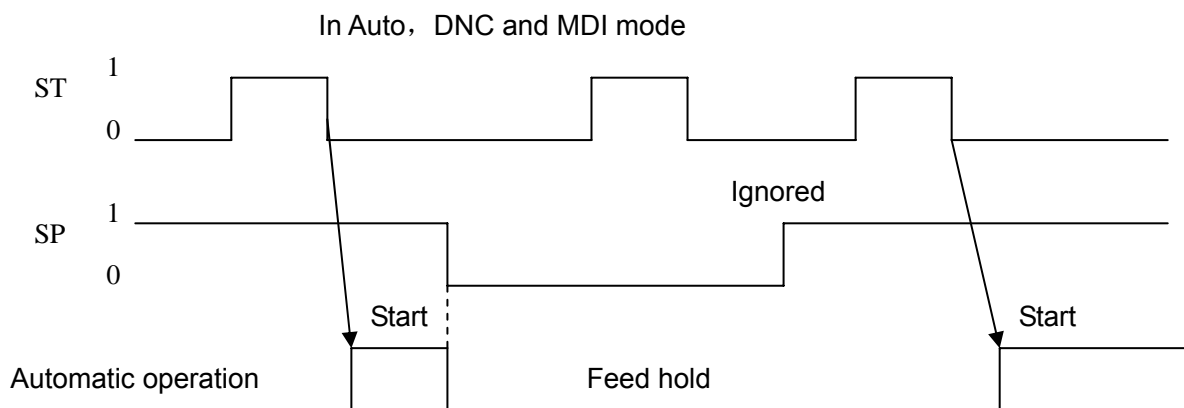 In Auto，DNC and MDI mode
1
ST
0
Ignored
1
SP
0
Start Start
Automatic operation Feed hold